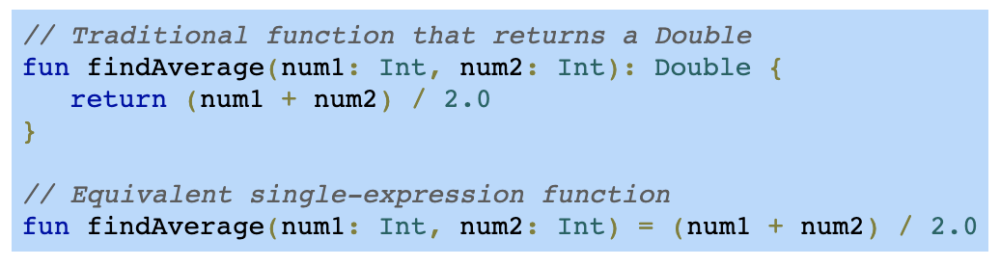 // Traditional function that returns a Double
fun findAverage(num1: Int, num2: Int): Double {
   return (num1 + num2) / 2.0
}

// Equivalent single-expression function
fun findAverage(num1: Int, num2: Int) = (num1 + num2) / 2.0